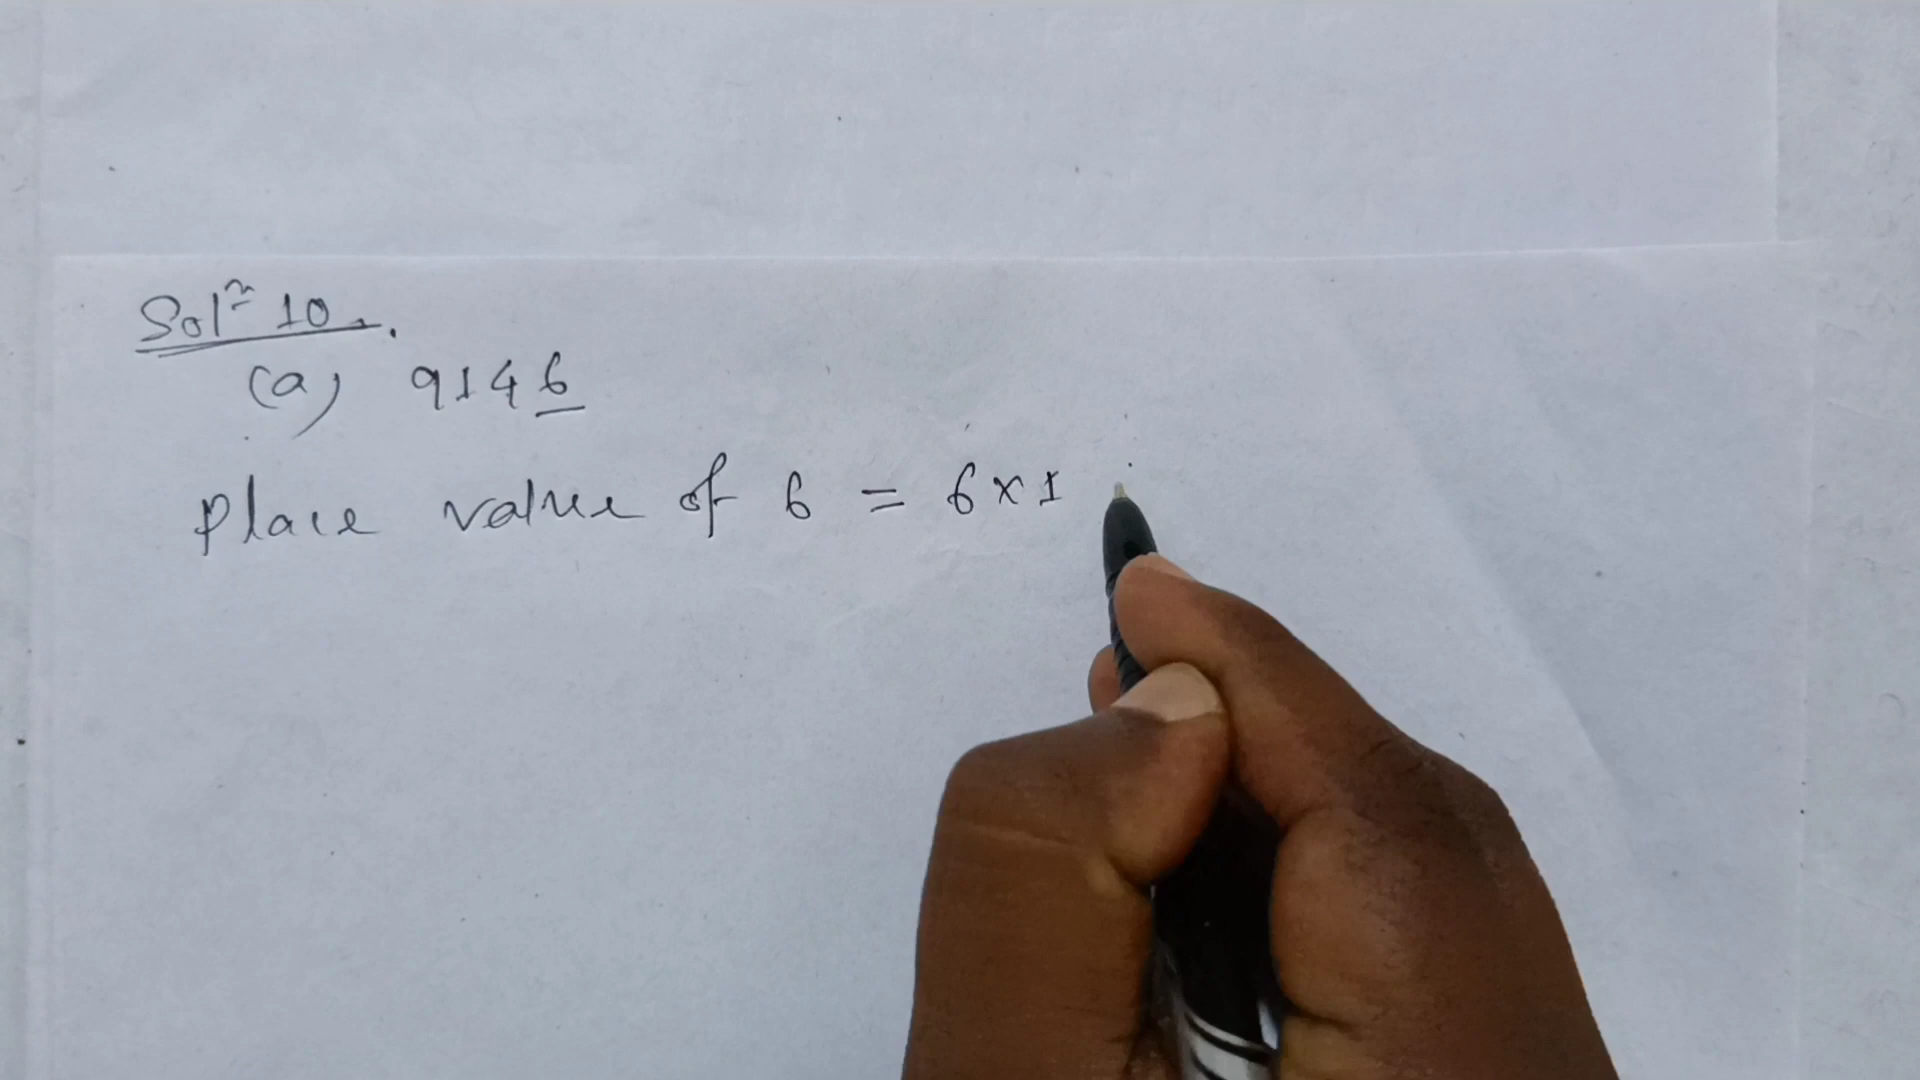 Solⁿ 10.
(a) 9146
Place value of 6 = 6×1